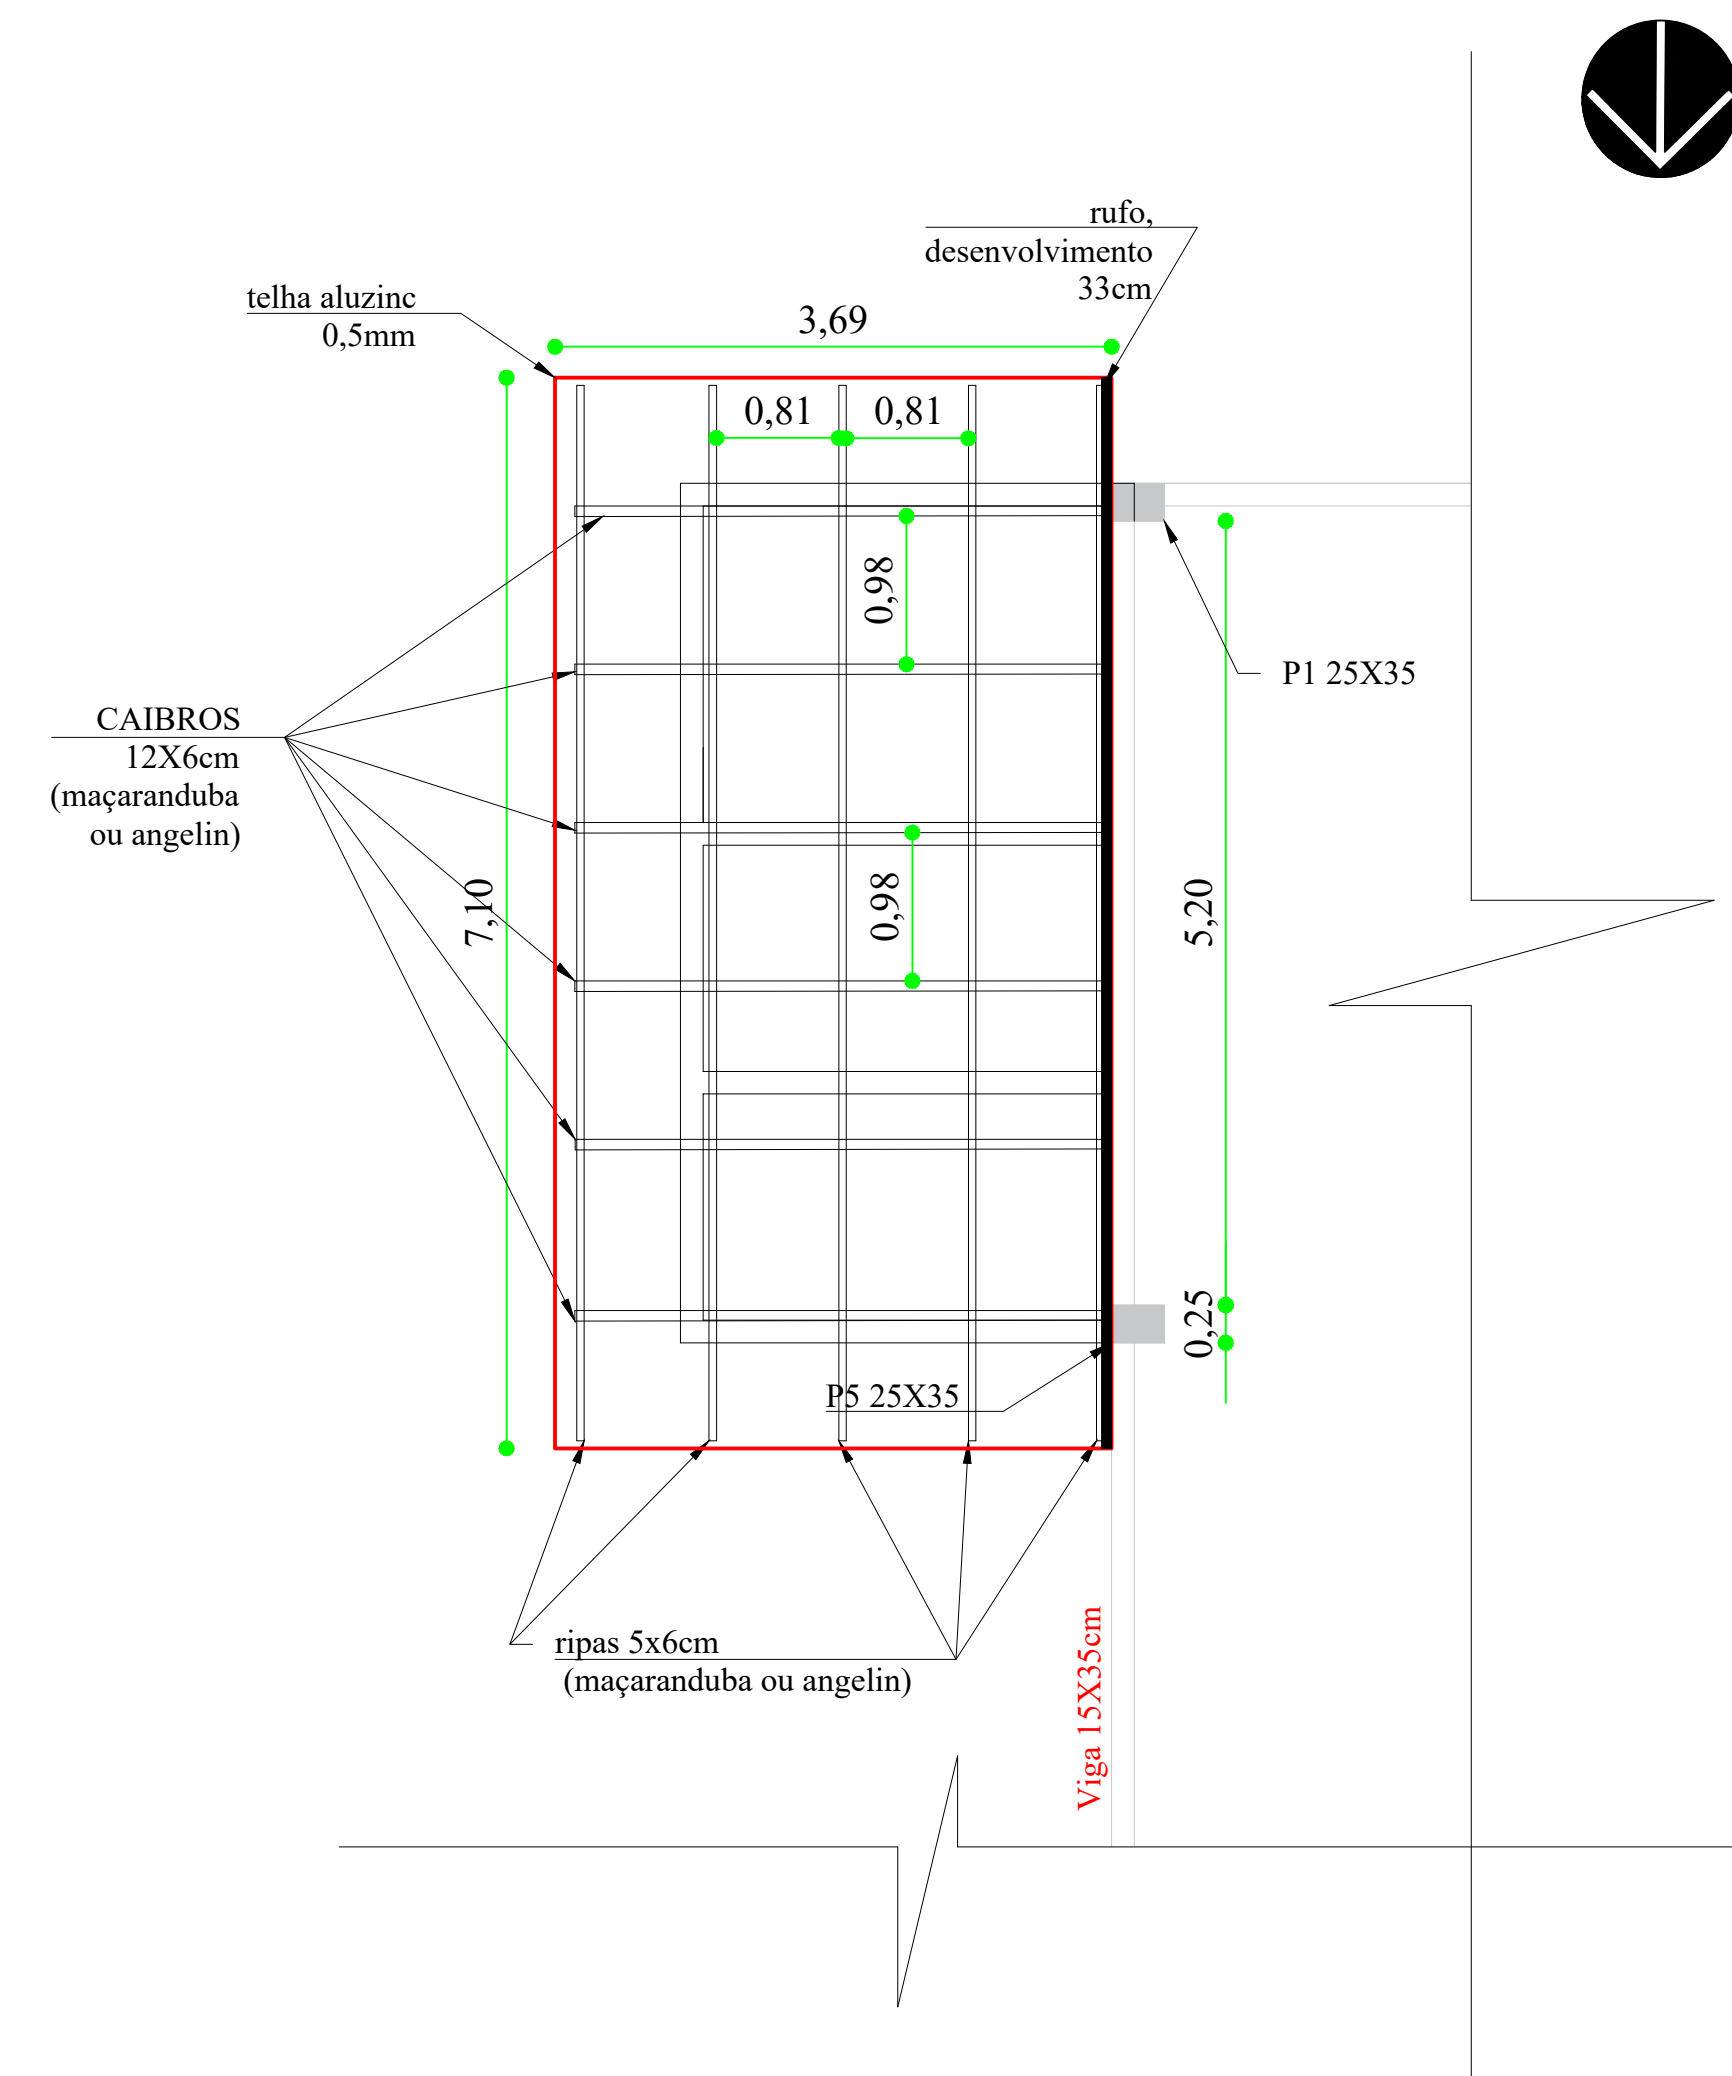 rufo,
desenvolvimento
33cm
telha aluzinc
0,5mm
3,69
0,81
0,81
0,98
P1 25X35
CAIBROS
12X6cm
(maçaranduba
ou angelin)
7,10
0,98
5,20
0,25
P5 25X35
ripas 5x6cm
(maçaranduba ou angelin)
Viga 15X35cm